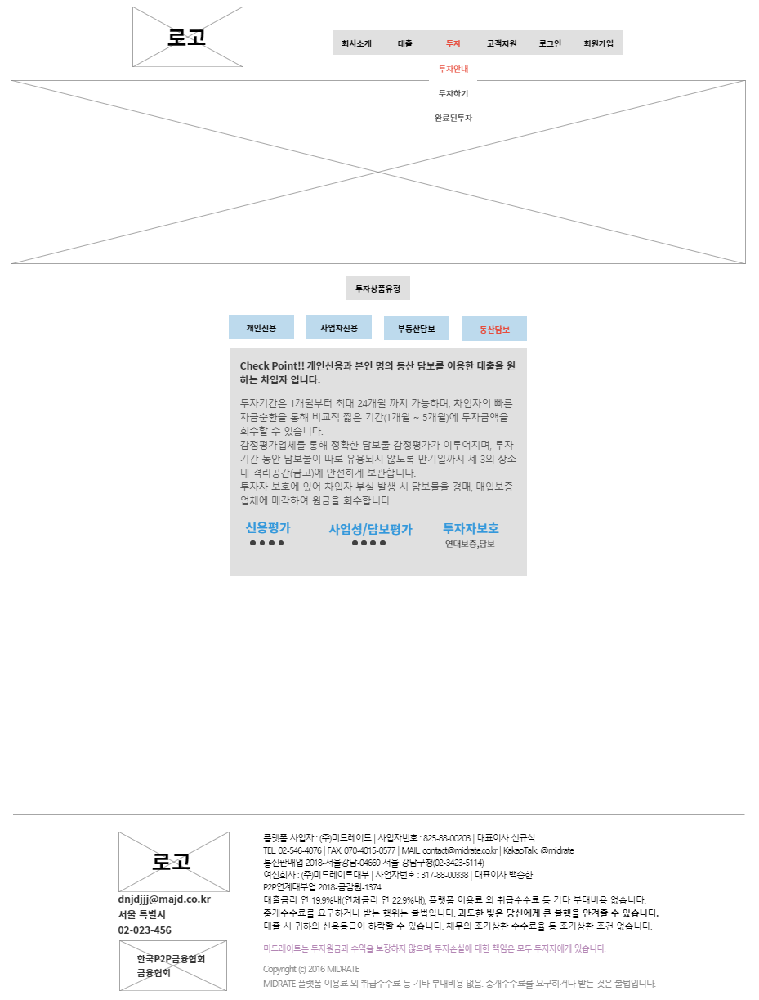 로고
회사소개 대출 투자 고객지원 로그인 회원가입
투자안내
투자하기
완료된투자
투자상품유형
개인신용 사업자신용 부동산담보 동산담보
Check Point!! 개인신용과 본인 명의 동산 담보를 이용한 대출을 원
하는 차입자 입니다.
투자기간은 1개월부터 최대 24개월 까지 가능하며, 차입자의 빠른
자금순환을 통해 비교적 짧은 기간(1개월 ~ 5개월)에 투자금액을
회수할 수 있습니다.
감정평가업체를 통해 정확한 담보물 감정평가가 이루어지며, 투자
기간 동안 담보물이 따로 유용되지 않도록 만기일까지 제 3의 장소
내 격리공간(금고)에 안전하게 보관합니다.
투자자 보호에 있어 차입자 부실 발생 시 담보물을 경매, 매입보증
업체에 매각하여 원금을 회수합니다.
신용평가 사업성/담보평가 투자자보호
●●●● ●●●● 연대보증,담보
로고
dnjdjjj@majd.co.kr
서울 특별시
02-023-456
한국P2P금융협회
금융협회
플랫폼 사업자 : (주)미드레이트 | 사업자번호 : 825-88-00203 | 대표이사 신규식
TEL. 02-546-4076 | FAX. 070-4015-0577 | MAIL. contact@midrate.co.kr | KakaoTalk. @midrate
통신판매업 2018-서울강남-04669 서울 강남구청(02-3423-5114)
여신회사 : (주)미드레이트대부 | 사업자번호 : 317-88-00338 | 대표이사 백승한
P2P연계대부업 2018-금감원-1374
대출금리 연 19.9%내(연체금리 연 22.9%내), 플랫폼 이용료 외 취급수수료 등 기타 부대비용 없습니다.
중개수수료를 요구하거나 받는 행위는 불법입니다. 과도한 빚은 당신에게 큰 불행을 안겨줄 수 있습니다.
대출 시 귀하의 신용등급이 하락할 수 있습니다. 채무의 조기상환 수수료율 등 조기상환 조건 없습니다.
미드레이트는 투자원금과 수익을 보장하지 않으며, 투자손실에 대한 책임은 모두 투자자에게 있습니다.
Copyright (c) 2016 MIDRATE
MIDRATE 플랫폼 이용료 외 취급수수료 등 기타 부대비용 없음. 중개수수료를 요구하거나 받는 것은 불법입니다.